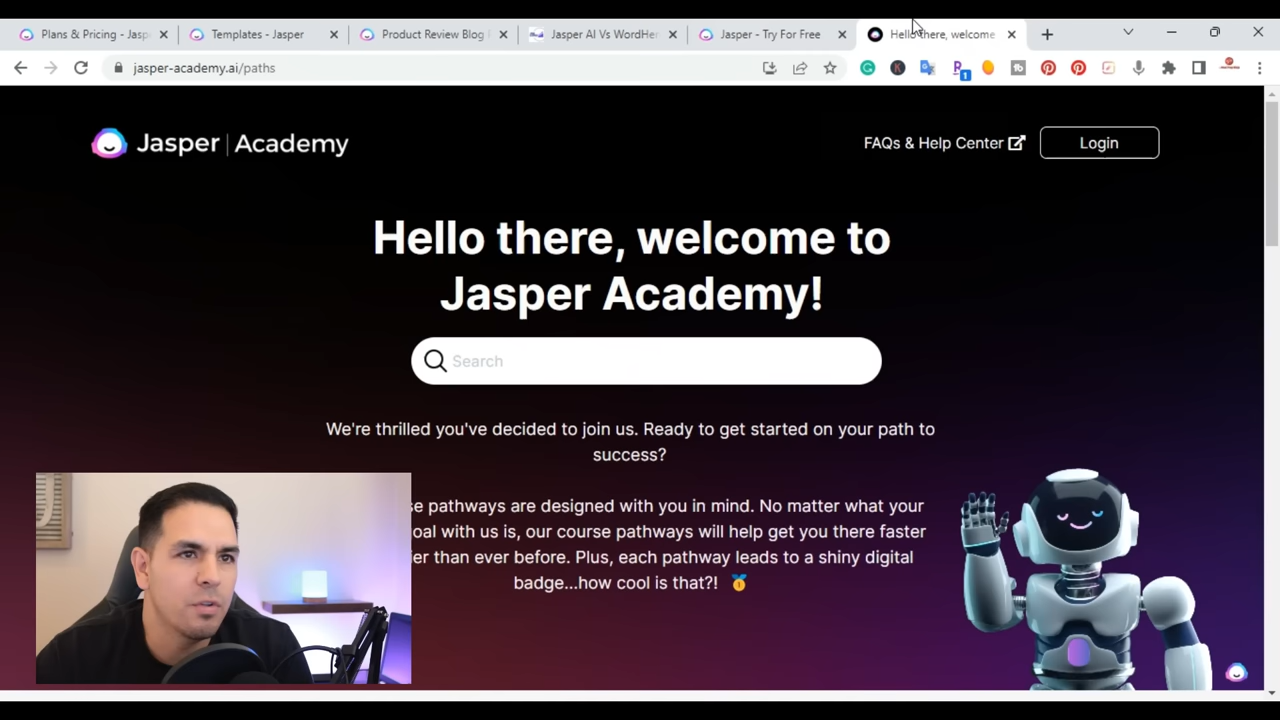 Plans & Pricing - Jasp
Templates - Jasper
Product Review Blog
Jasper AI Vs WordHer
Jasper - Try For Free
Hello there, welcome
jasper-academy.ai/paths
1
Jasper | Academy
FAQs & Help Center
Login
Hello there, welcome to
Jasper Academy!
Search
We're thrilled you've decided to join us. Ready to get started on your path to
success?
se pathways are designed with you in mind. No matter what your
oal with us is, our course pathways will help get you there faster
er than ever before. Plus, each pathway leads to a shiny digital
badge...how cool is that?! 🏅